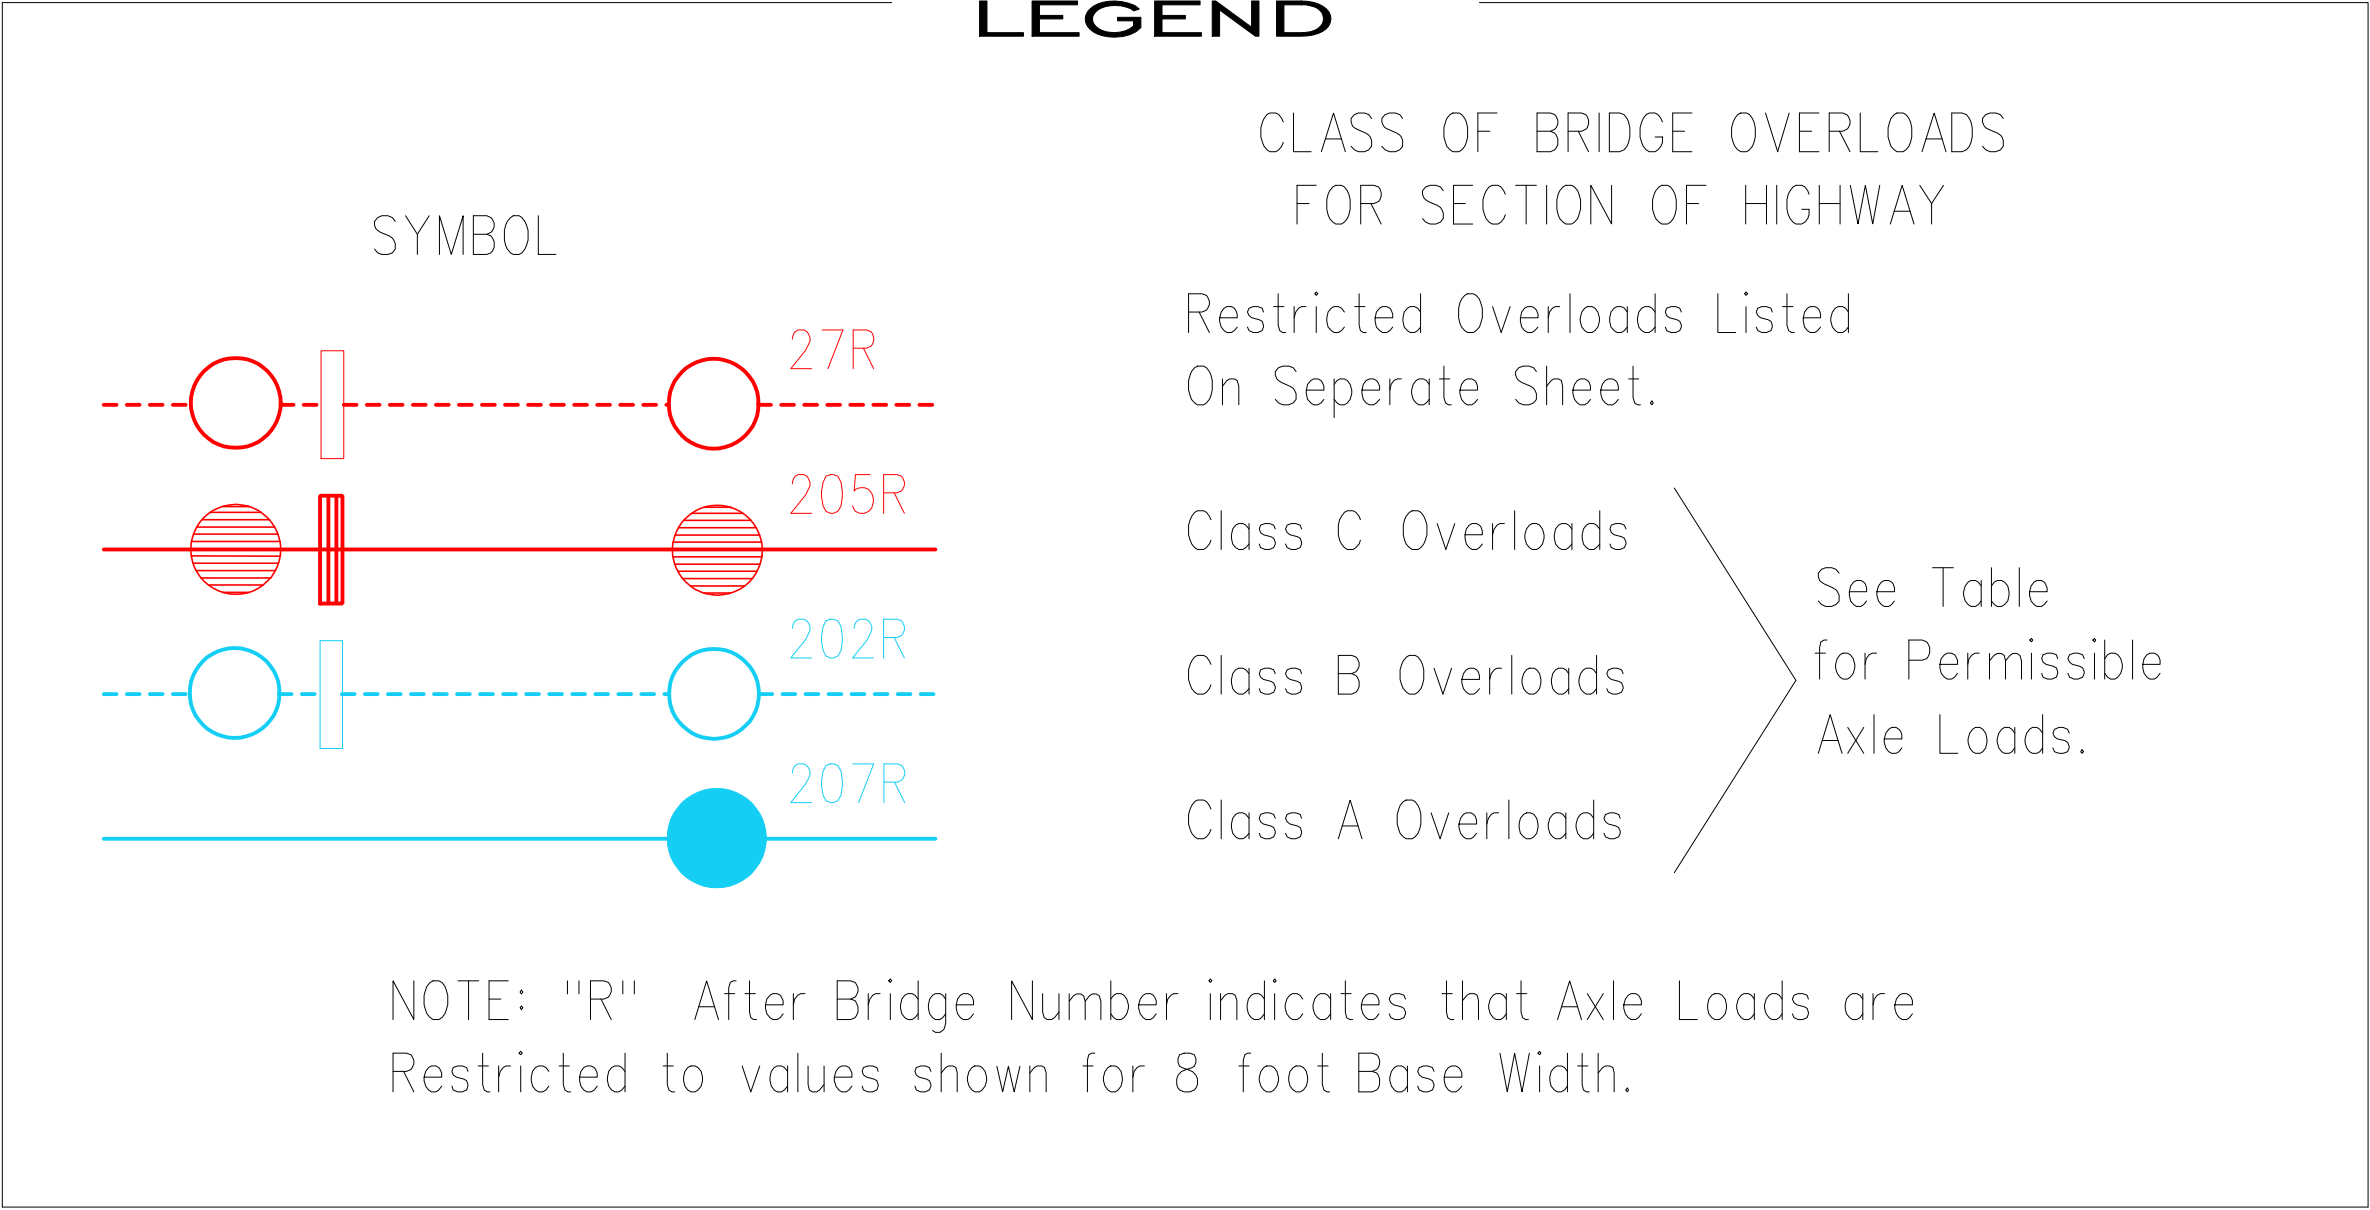 LEGEND
CLASS OF BRIDGE OVERLOADS
FOR SECTION OF HIGHWAY
SYMBOL
27R
Restricted Overloads Listed
On Seperate Sheet.
205R
Class C Overloads
202R
Class B Overloads
207R
Class A Overloads
See Table
for Permissible
Axle Loads.
NOTE: "R" After Bridge Number indicates that Axle Loads are
Restricted to values shown for 8 foot Base Width.